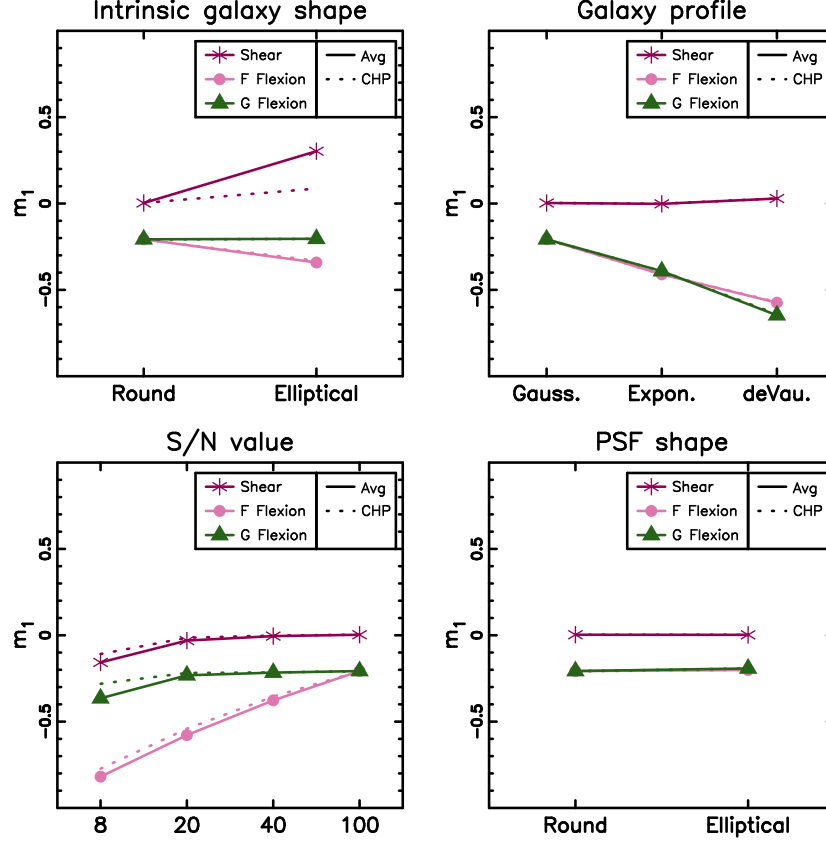 Intrinsic galaxy shape
Shear
F Flexion
G Flexion
Avg
CHP
0.5
0
−0.5
m1
Round Elliptical
Galaxy profile
Shear
F Flexion
G Flexion
Avg
CHP
0.5
0
−0.5
m1
Gauss. Expon. deVau.
S/N value
Shear
F Flexion
G Flexion
Avg
CHP
0.5
0
−0.5
m1
8 20 40 100
PSF shape
Shear
F Flexion
G Flexion
Avg
CHP
0.5
0
−0.5
m1
Round Elliptical